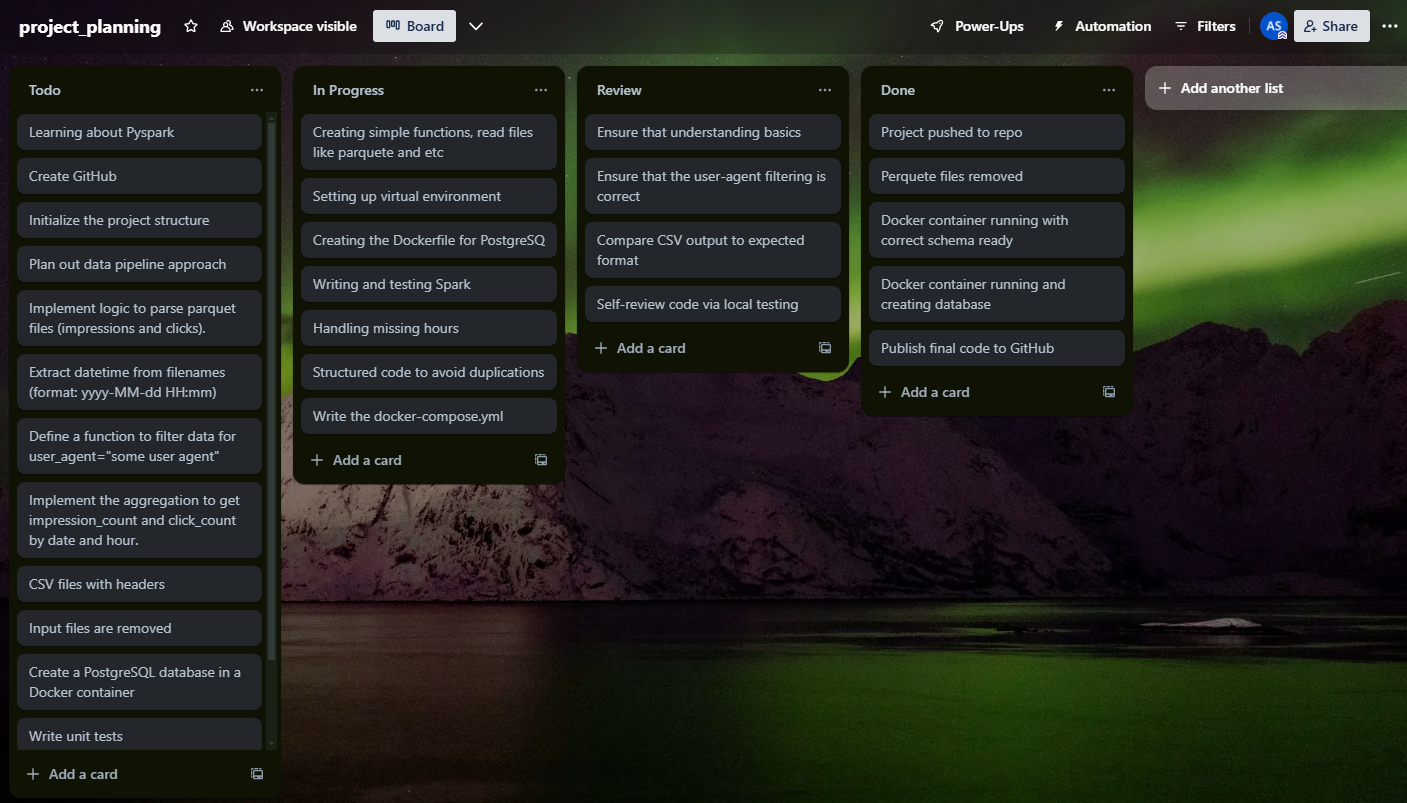 project_planning
Workspace visible
Board
Power-Ups
Automation
Filters
AS
Share
Todo
Learning about Pyspark
Create GitHub
Initialize the project structure
Plan out data pipeline approach
Implement logic to parse parquet
files (impressions and clicks).
Extract datetime from filenames
(format: yyyy-MM-dd HH:mm)
Define a function to filter data for
user_agent="some user agent"
Implement the aggregation to get
impression_count and click_count
by date and hour.
CSV files with headers
Input files are removed
Create a PostgreSQL database in a
Docker container
Write unit tests
Add a card
In Progress
Creating simple functions, read files
like parquete and etc
Setting up virtual environment
Creating the Dockerfile for PostgreSQ
Writing and testing Spark
Handling missing hours
Structured code to avoid duplications
Write the docker-compose.yml
Add a card
Review
Ensure that understanding basics
Ensure that the user-agent filtering is
correct
Compare CSV output to expected
format
Self-review code via local testing
Add a card
Done
Project pushed to repo
Perquete files removed
Docker container running with
correct schema ready
Docker container running and
creating database
Publish final code to GitHub
Add a card
Add another list